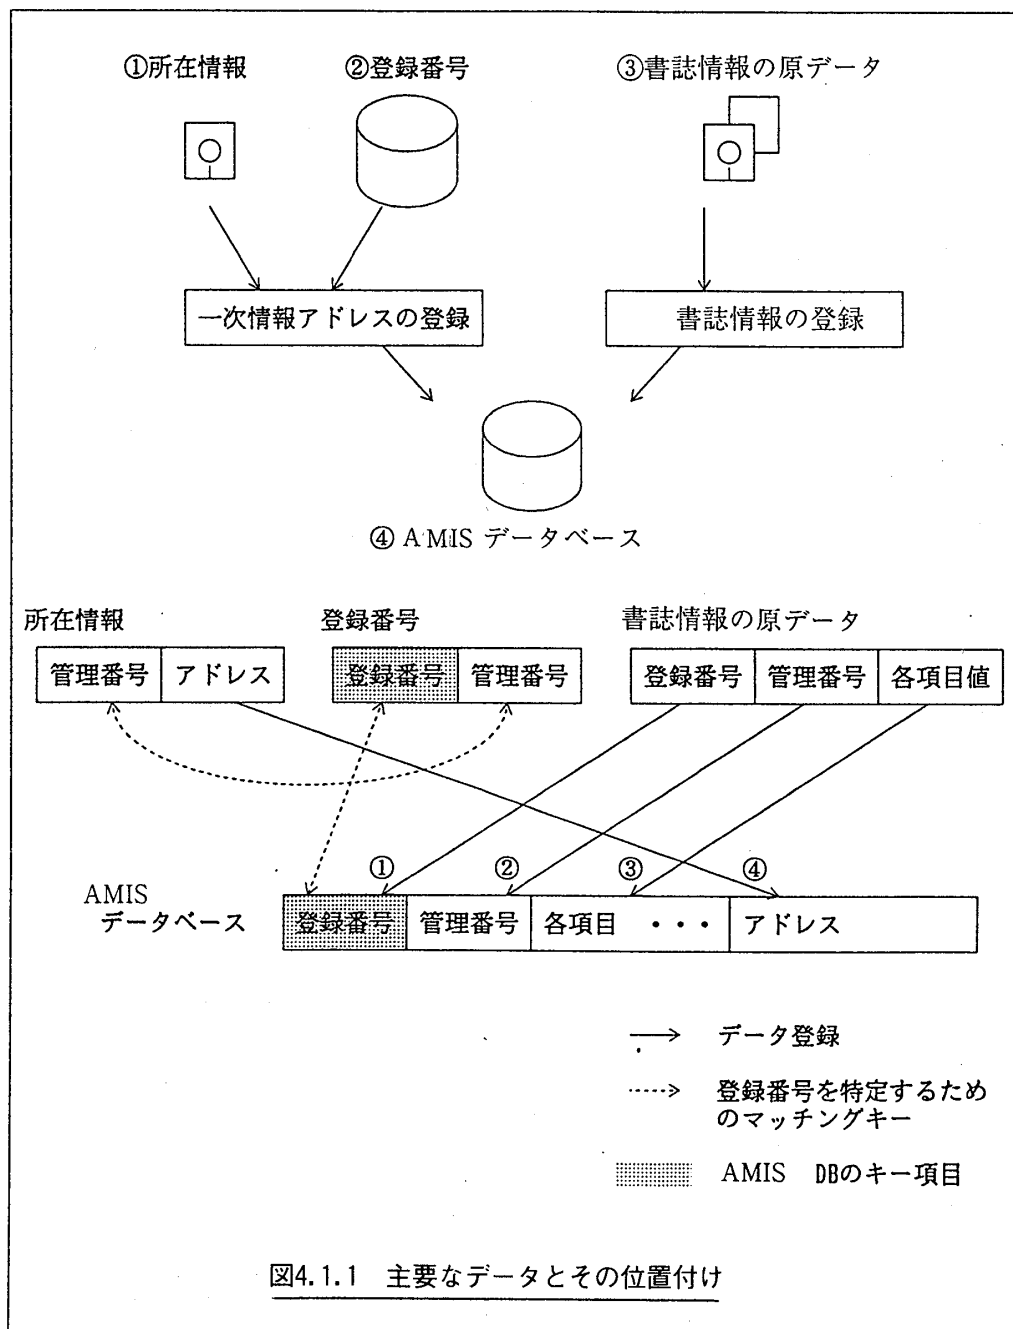 ①所在情報 ②登録番号 ③書誌情報の原データ
一次情報アドレスの登録 書誌情報の登録
④ AMIS データベース
所在情報 登録番号 書誌情報の原データ
管理番号 アドレス 登録番号 管理番号 登録番号 管理番号 各項目値
① ② ③ ④
AMIS
データベース
登録番号 管理番号 各項目 ・・・ アドレス
データ登録
登録番号を特定するため
のマッチングキー
AMIS DBのキー項目
図4.1.1 主要なデータとその位置付け